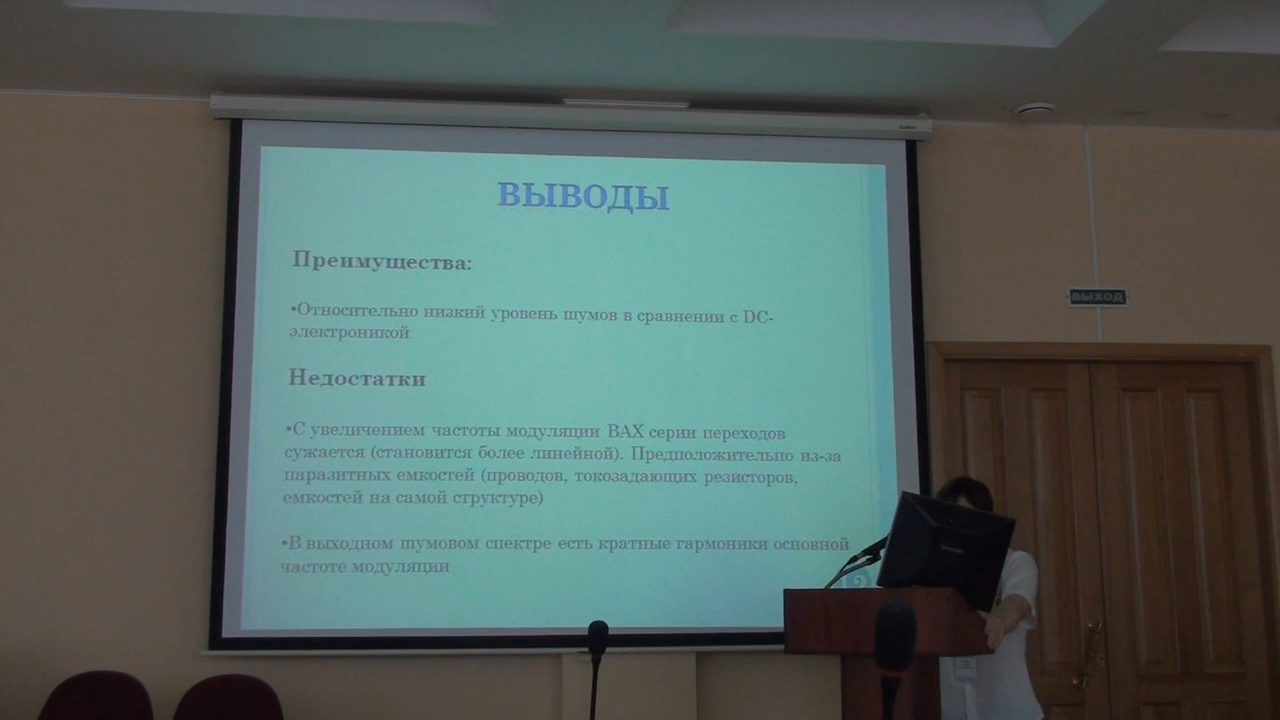 ВЫВОДЫ
Преимущества:
•Относительно низкий уровень шумов в сравнении с DC-
электроникой
Недостатки
•С увеличением частоты модуляции ВАХ серии переходов
сужается (становится более линейной). Предположительно из-за
паразитных емкостей (проводов, токозадающих резисторов,
емкостей на самой структуре)
•В выходном шумовом спектре есть кратные гармоники основной
частоте модуляции
ВЫХОД